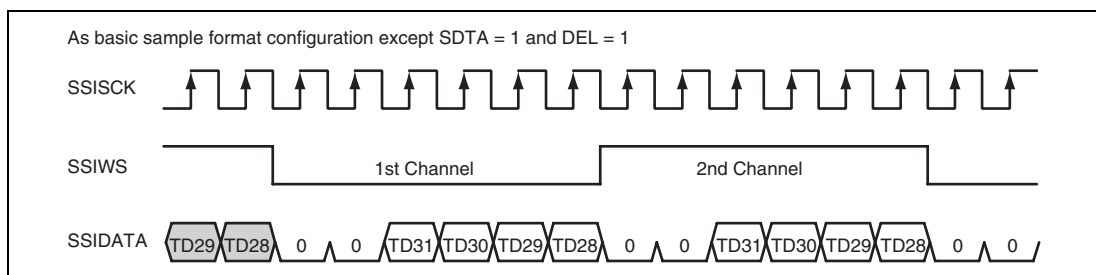 As basic sample format configuration except SDTA = 1 and DEL = 1
SSISCK
SSIWS 1st Channel 2nd Channel
SSIDATA TD29 TD28 0 0 TD31 TD30 TD29 TD28 0 0 TD31 TD30 TD29 TD28 0 0